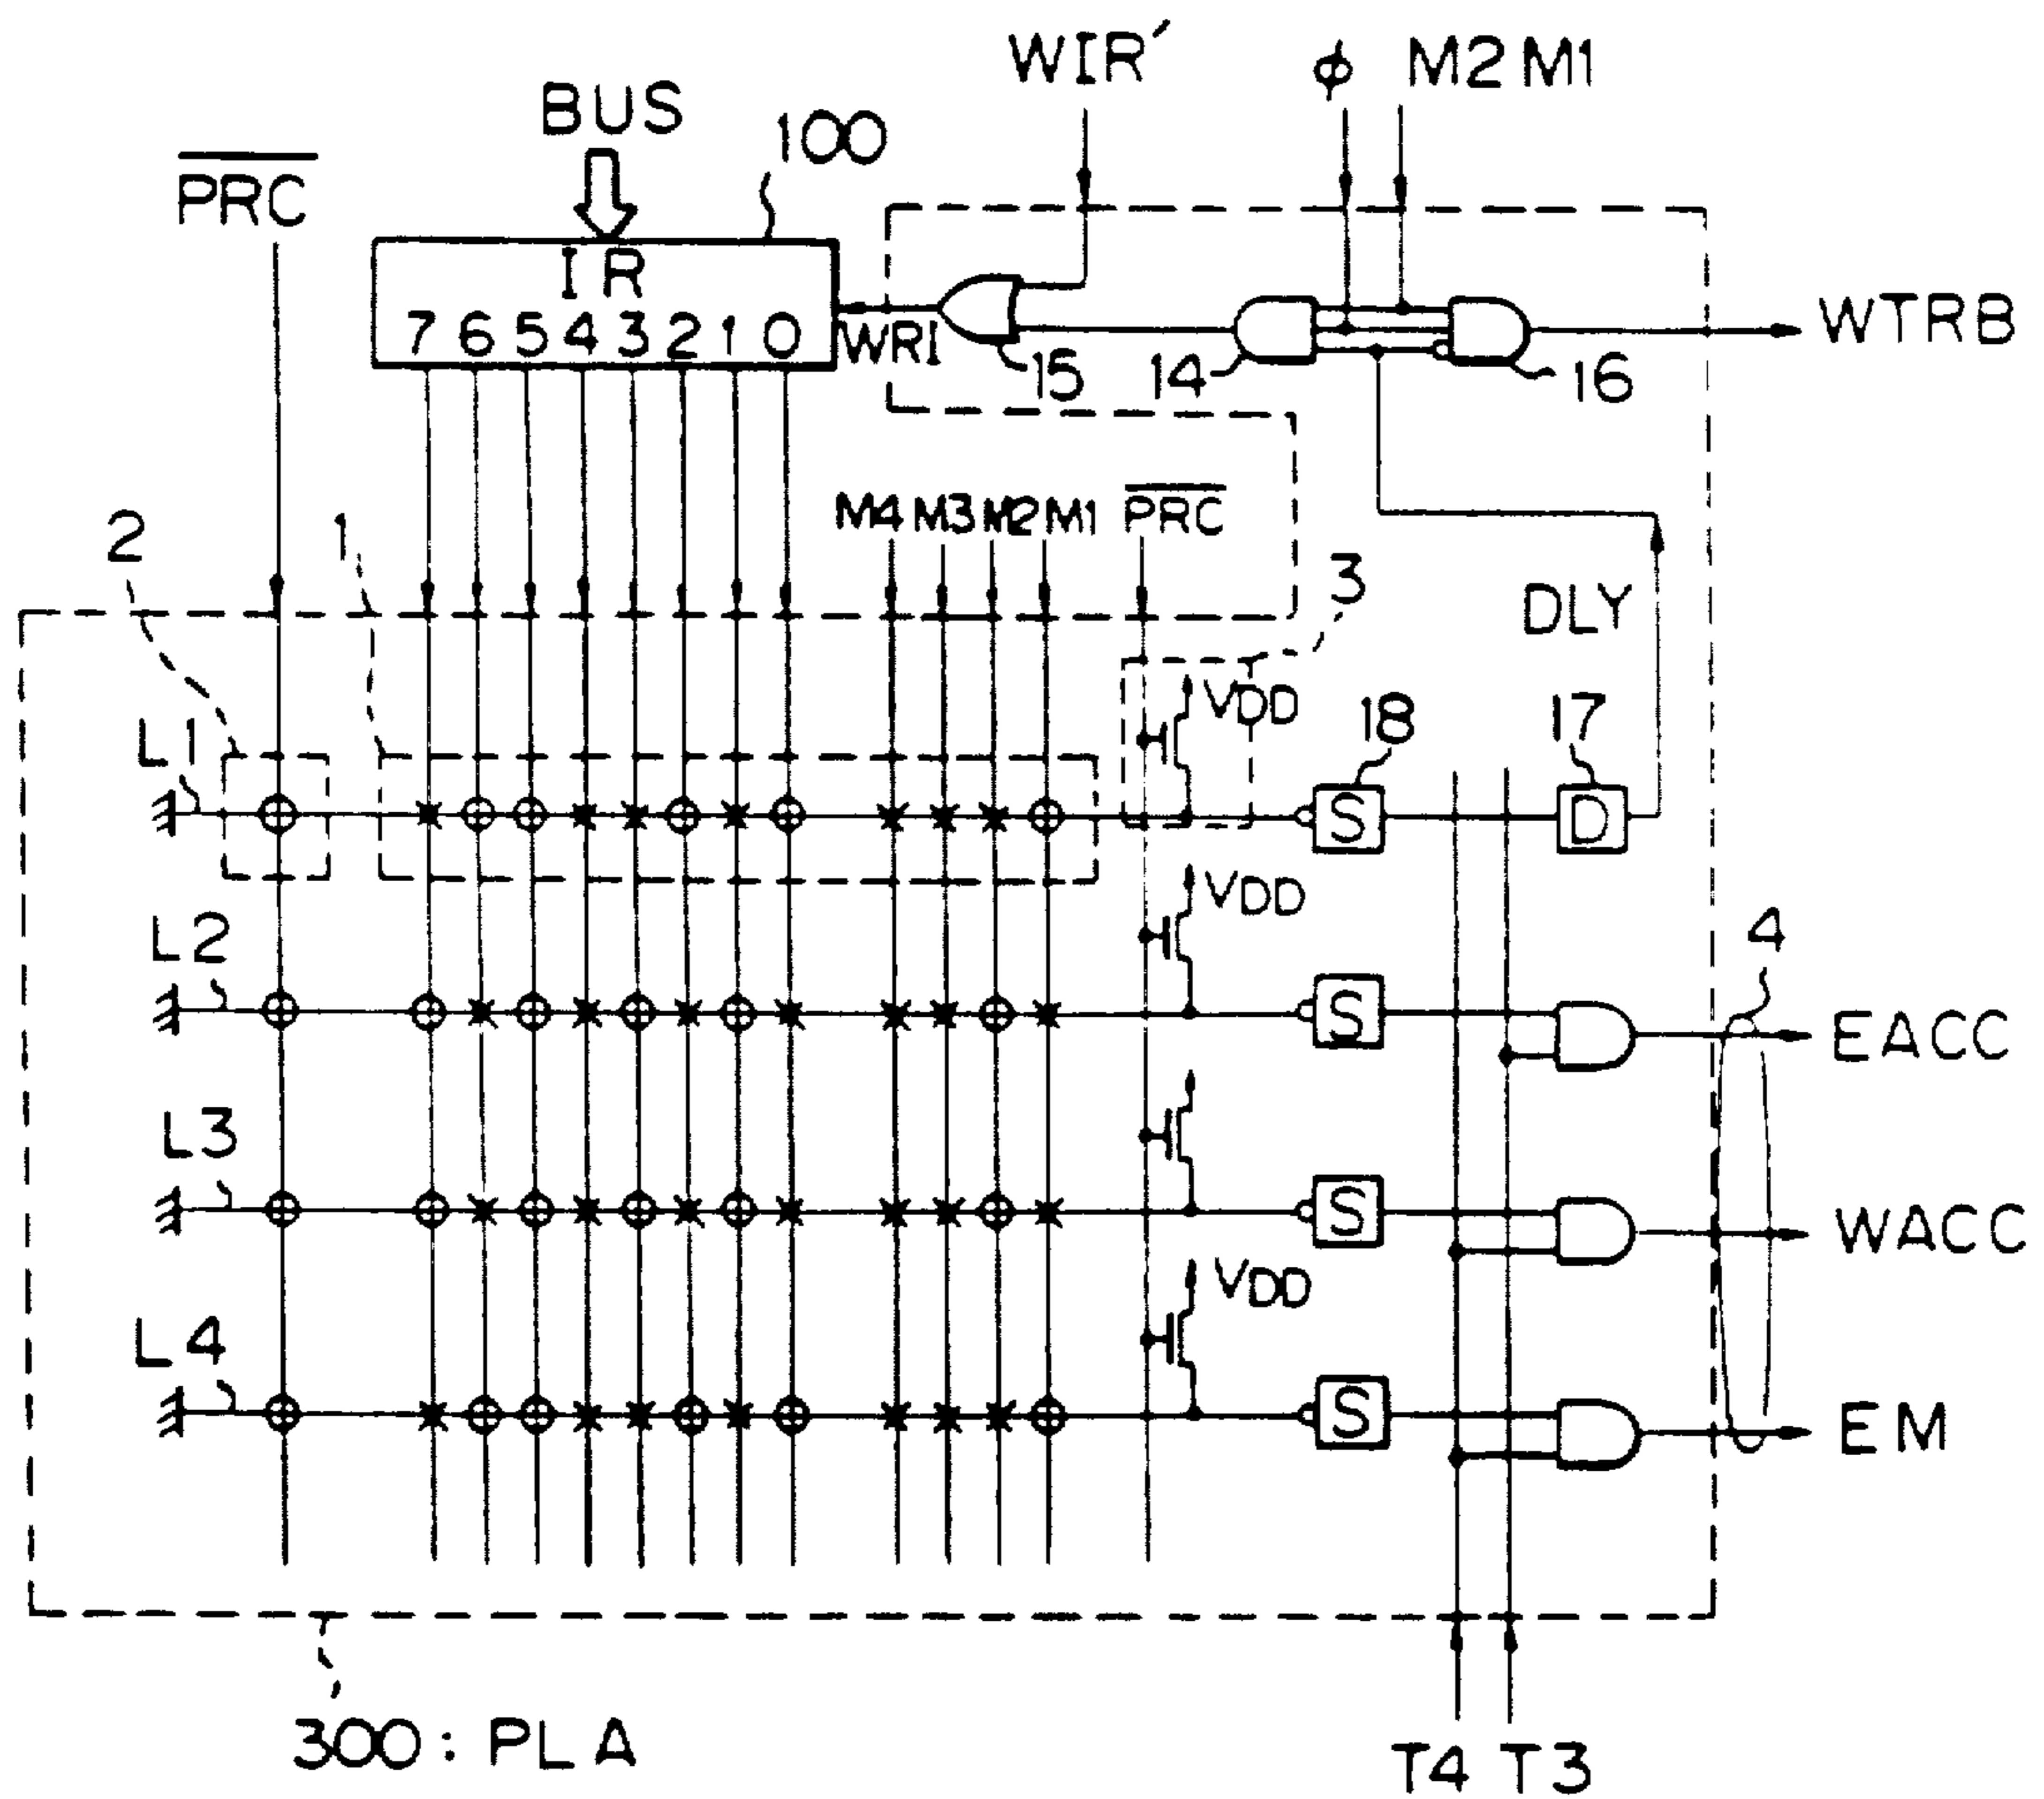 WIR′
φ
M2 M1
BUS
100
PRC
IR
7 6 5 4 3 2 1 0
WRI
15
14
16
WTRB
M4 M3 M2 M1 PRC
2
1
3
DLY
VDD
L1
18
17
S
D
VDD
L2
4
S
EACC
L3
S
WACC
VDD
L4
S
EM
300 : PLA
T4 T3